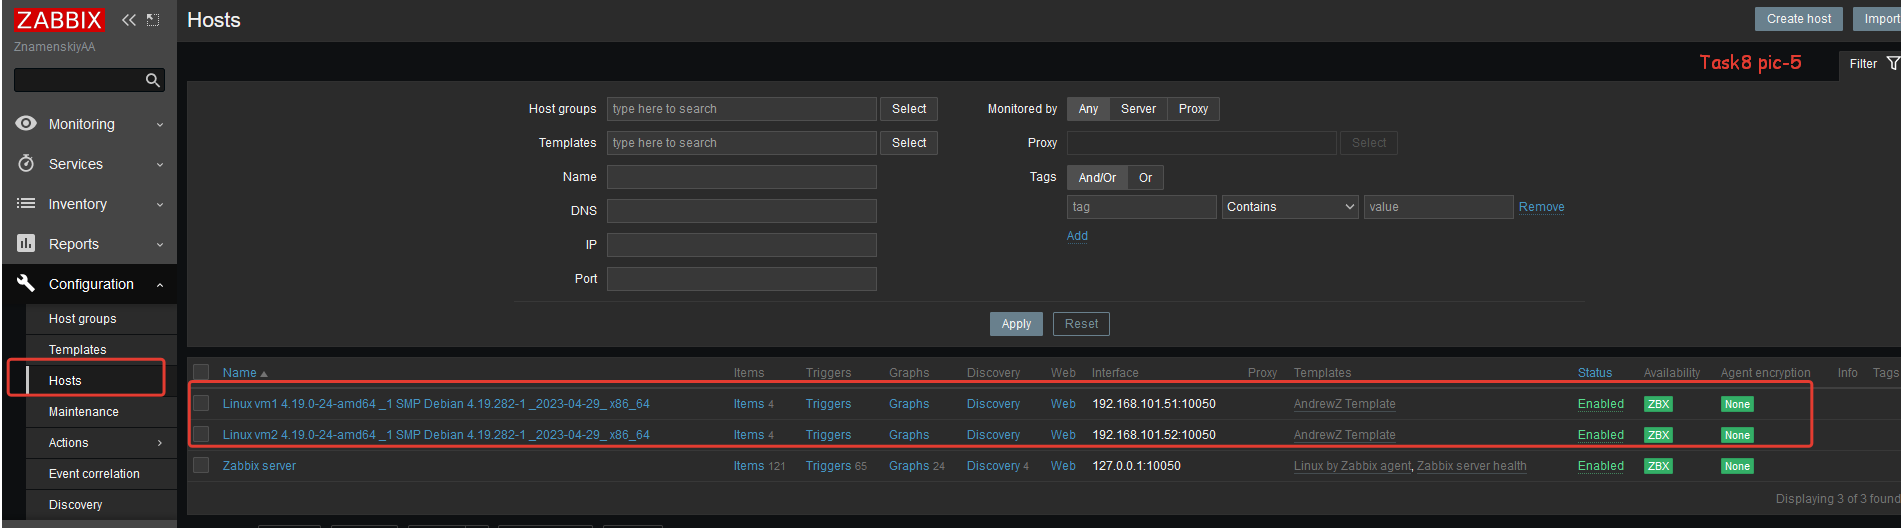 ZABBIX
Hosts
Create host
Import
ZnamenskiyAA
Task8 pic-5
Filter
Host groups type here to search Select
Monitored by Any Server Proxy
Monitoring
Templates type here to search Select
Proxy Select
Services
Name
Tags And/Or Or
Inventory
DNS
tag Contains value Remove
Reports
IP
Add
Configuration
Port
Host groups
Apply Reset
Templates
Hosts
Maintenance
Actions
Event correlation
Discovery
Name Items Triggers Graphs Discovery Web Interface Proxy Templates Status Availability Agent encryption Info Tags
Linux vm1 4.19.0-24-amd64 _1 SMP Debian 4.19.282-1 _2023-04-29_ x86_64 Items 4 Triggers Graphs Discovery Web 192.168.101.51:10050 AndrewZ Template Enabled ZBX None
Linux vm2 4.19.0-24-amd64 _1 SMP Debian 4.19.282-1 _2023-04-29_ x86_64 Items 4 Triggers Graphs Discovery Web 192.168.101.52:10050 AndrewZ Template Enabled ZBX None
Zabbix server Items 121 Triggers 65 Graphs 24 Discovery 4 Web 127.0.0.1:10050 Linux by Zabbix agent, Zabbix server health Enabled ZBX None
Displaying 3 of 3 found